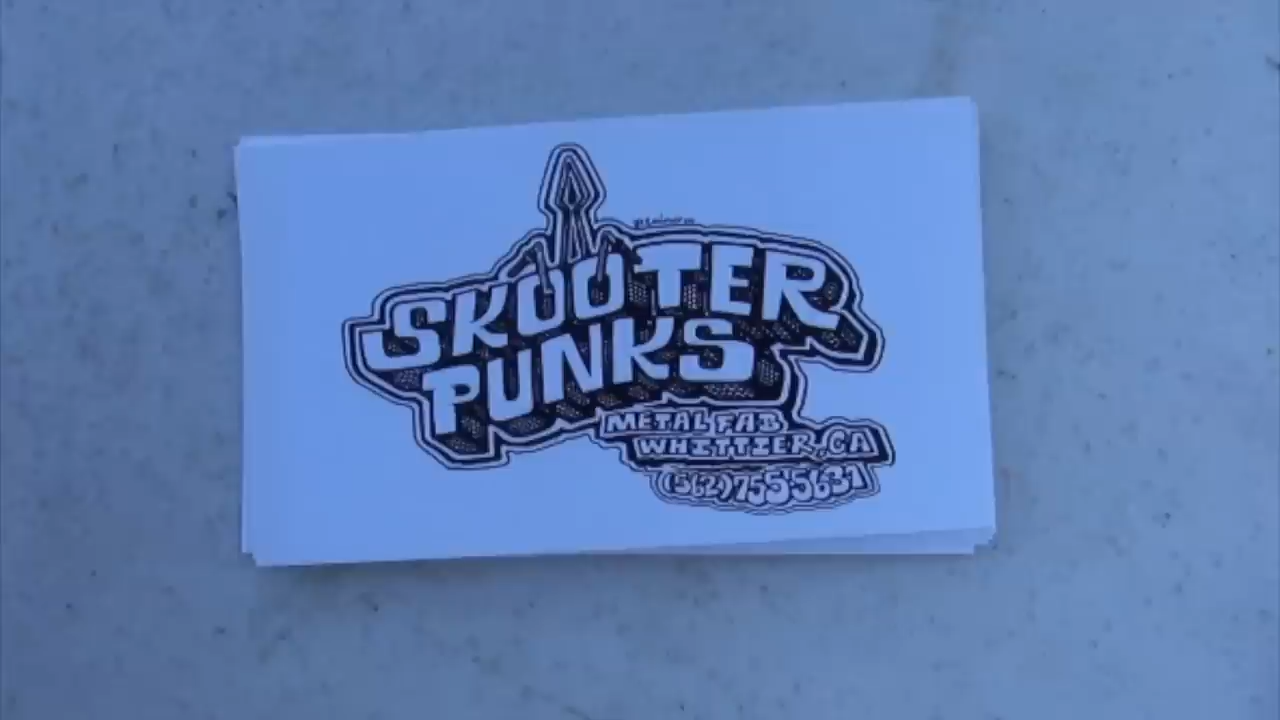 SKOOTER
PUNKS
METAL FAB
WHITTIER, CA
(562)755-5631